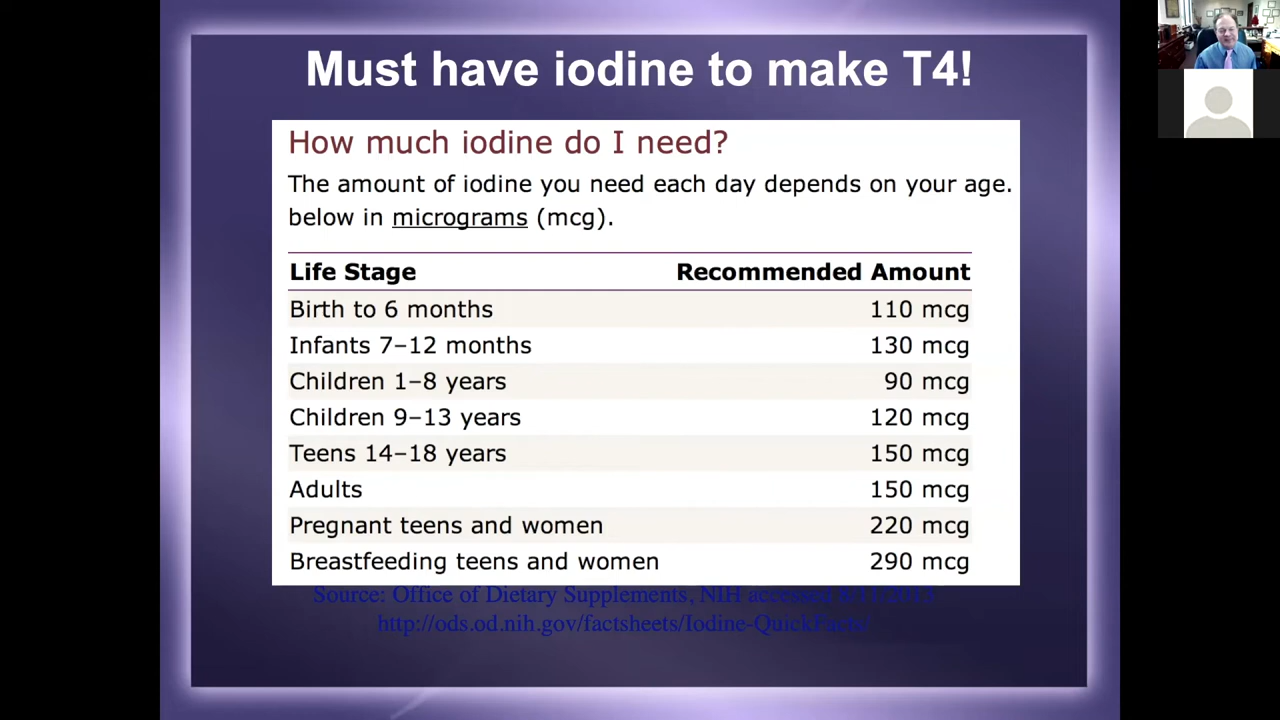 Must have iodine to make T4!
How much iodine do I need?
The amount of iodine you need each day depends on your age.
below in micrograms (mcg).
Life Stage Recommended Amount
Birth to 6 months 110 mcg
Infants 7–12 months 130 mcg
Children 1–8 years 90 mcg
Children 9–13 years 120 mcg
Teens 14–18 years 150 mcg
Adults 150 mcg
Pregnant teens and women 220 mcg
Breastfeeding teens and women 290 mcg
Source: Office of Dietary Supplements, NIH accessed
http://ods.od.nih.gov/factsheets/Iodine-QuickFacts/